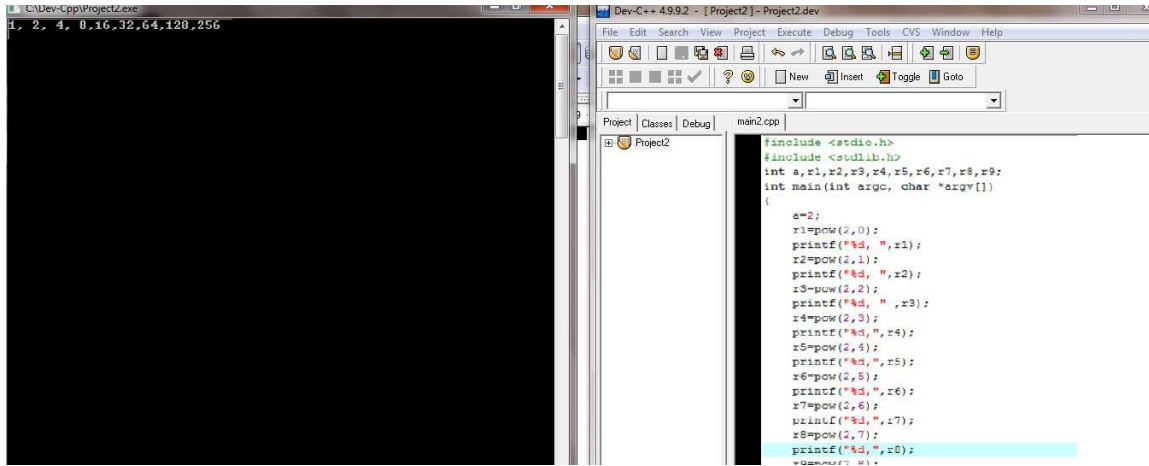 C:\Dev-Cpp\Project2.exe
1, 2, 4, 8,16,32,64,128,256
Dev-C++ 4.9.9.2 - [ Project2 ] - Project2.dev
File Edit Search View Project Execute Debug Tools CVS Window Help
New Insert Toggle Goto
Project Classes Debug main2.cpp
Project2
#include <stdio.h>
#include <stdlib.h>
int a,r1,r2,r3,r4,r5,r6,r7,r8,r9;
int main(int argc, char *argv[])
{
a=2;
r1=pow(2,0);
printf("%d, ",r1);
r2=pow(2,1);
printf("%d, ",r2);
r3=pow(2,2);
printf("%d, " ,r3);
r4=pow(2,3);
printf("%d,",r4);
r5=pow(2,4);
printf("%d,",r5);
r6=pow(2,5);
printf("%d,",r6);
r7=pow(2,6);
printf("%d,",r7);
r8=pow(2,7);
printf("%d,",r8);
r9=pow(2,8);